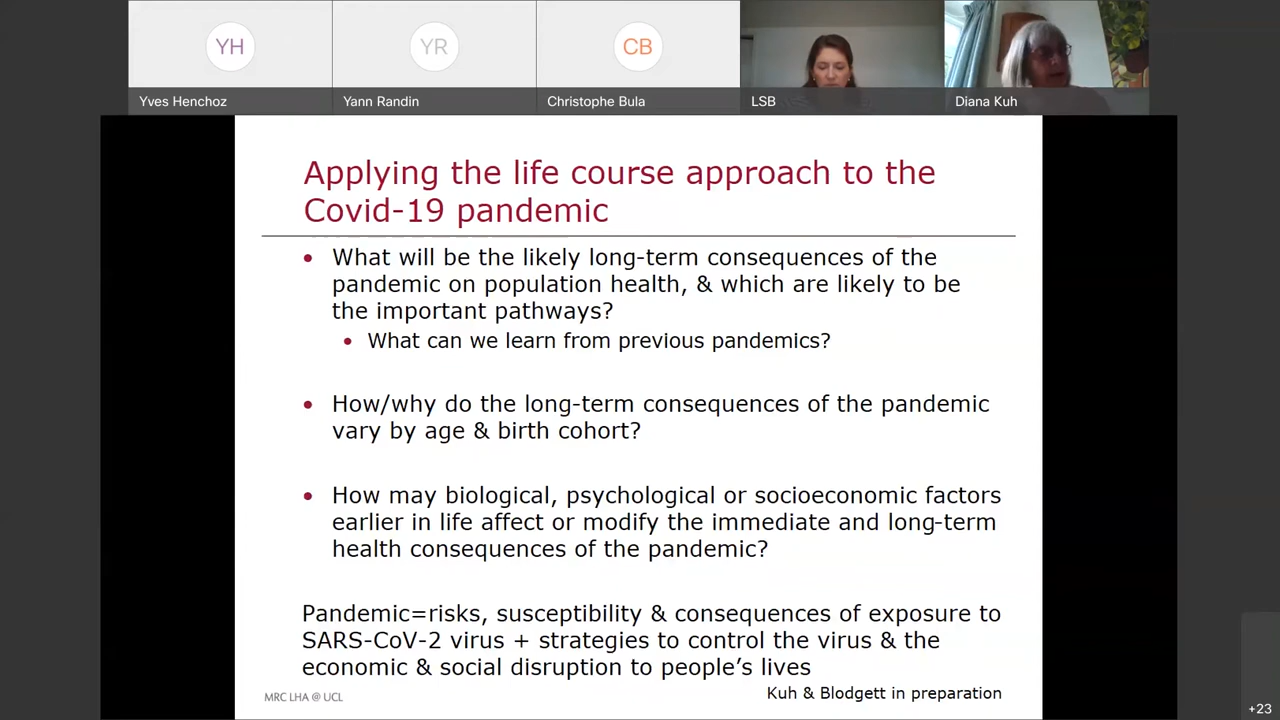 YH
YR
CB
Yves Henchoz
Yann Randin
Christophe Bula
LSB
Diana Kuh
Applying the life course approach to the
Covid-19 pandemic
• What will be the likely long-term consequences of the
pandemic on population health, & which are likely to be
the important pathways?
• What can we learn from previous pandemics?
• How/why do the long-term consequences of the pandemic
vary by age & birth cohort?
• How may biological, psychological or socioeconomic factors
earlier in life affect or modify the immediate and long-term
health consequences of the pandemic?
Pandemic=risks, susceptibility & consequences of exposure to
SARS-CoV-2 virus + strategies to control the virus & the
economic & social disruption to people's lives
MRC LHA @ UCL
Kuh & Blodgett in preparation
+23